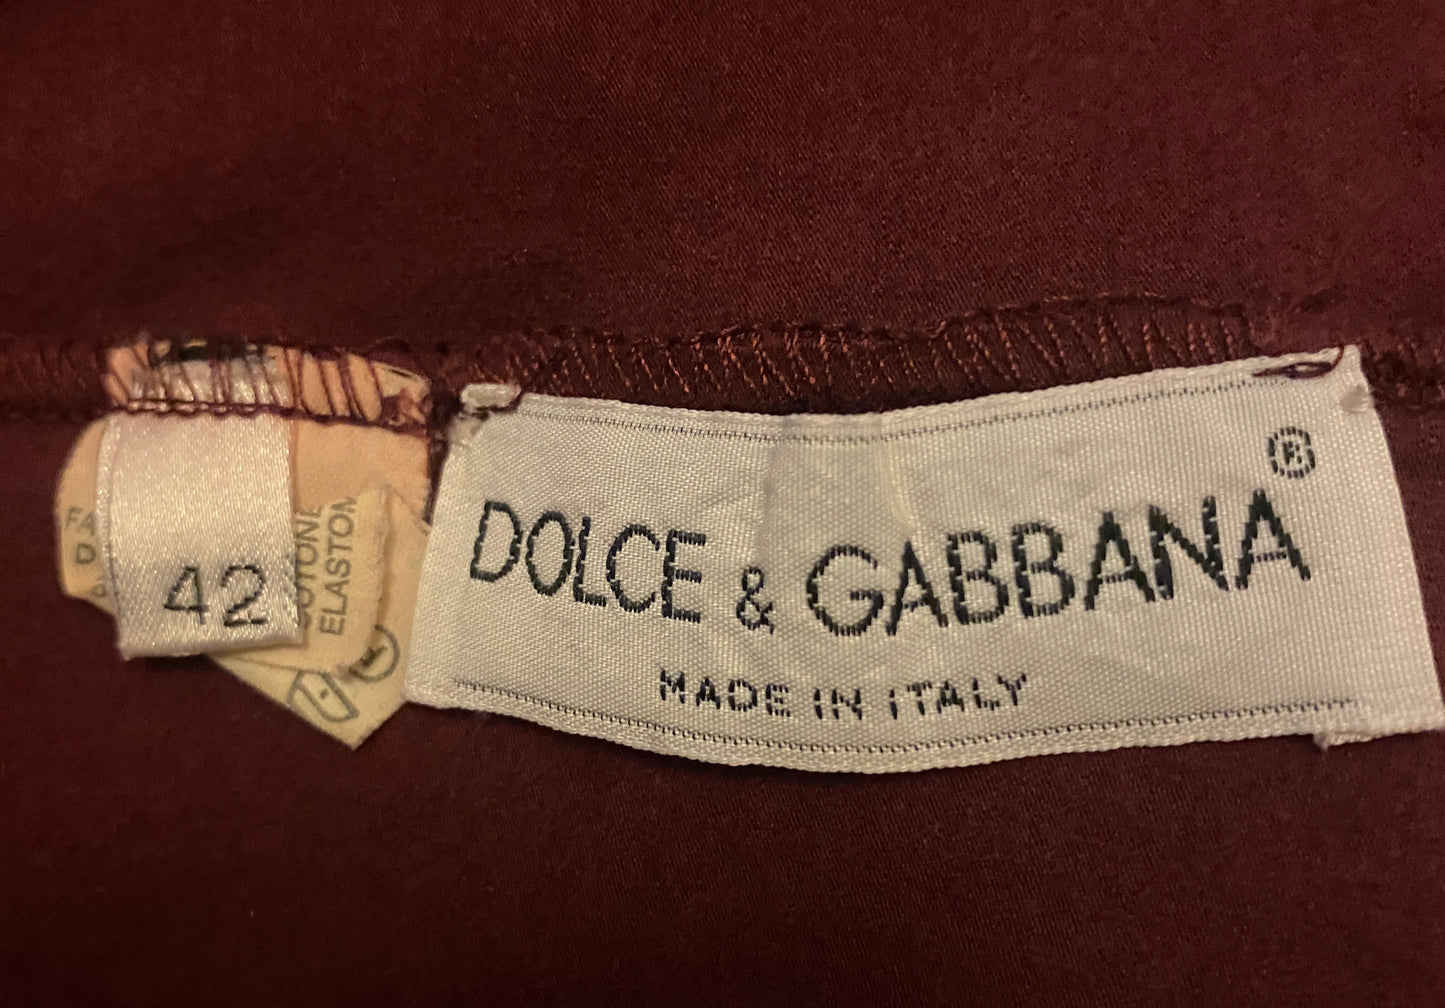 42
COTONE
ELASTOM
DOLCE & GABBANA®
MADE IN ITALY